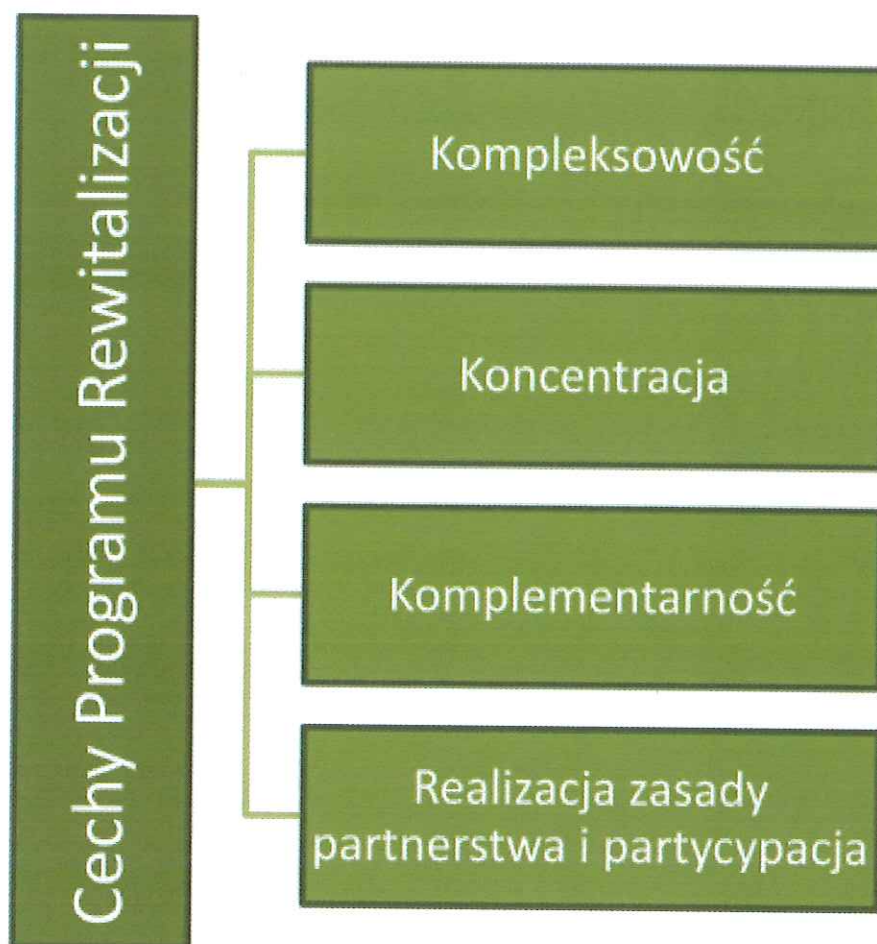 Cechy Programu Rewitalizacji
Kompleksowość
Koncentracja
Komplementarność
Realizacja zasady
partnerstwa i partycypacja